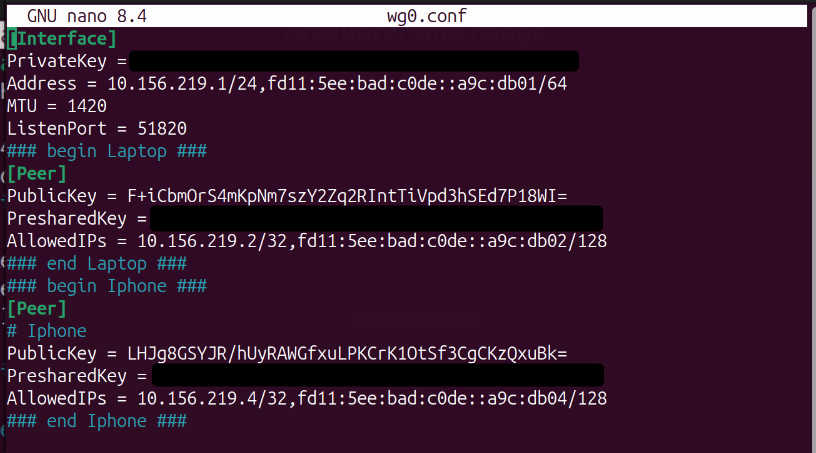 GNU nano 8.4 wg0.conf
[Interface]
PrivateKey =
Address = 10.156.219.1/24,fd11:5ee:bad:c0de::a9c:db01/64
MTU = 1420
ListenPort = 51820
### begin Laptop ###
[Peer]
PublicKey = F+iCbmOrS4mKpNm7szY2Zq2RIntTiVpd3hSEd7P18WI=
PresharedKey =
AllowedIPs = 10.156.219.2/32,fd11:5ee:bad:c0de::a9c:db02/128
### end Laptop ###
### begin Iphone ###
[Peer]
# Iphone
PublicKey = LHJg8GSYJR/hUyRAWGfxuLPKCrK1OtSf3CgCKzQxuBk=
PresharedKey =
AllowedIPs = 10.156.219.4/32,fd11:5ee:bad:c0de::a9c:db04/128
### end Iphone ###